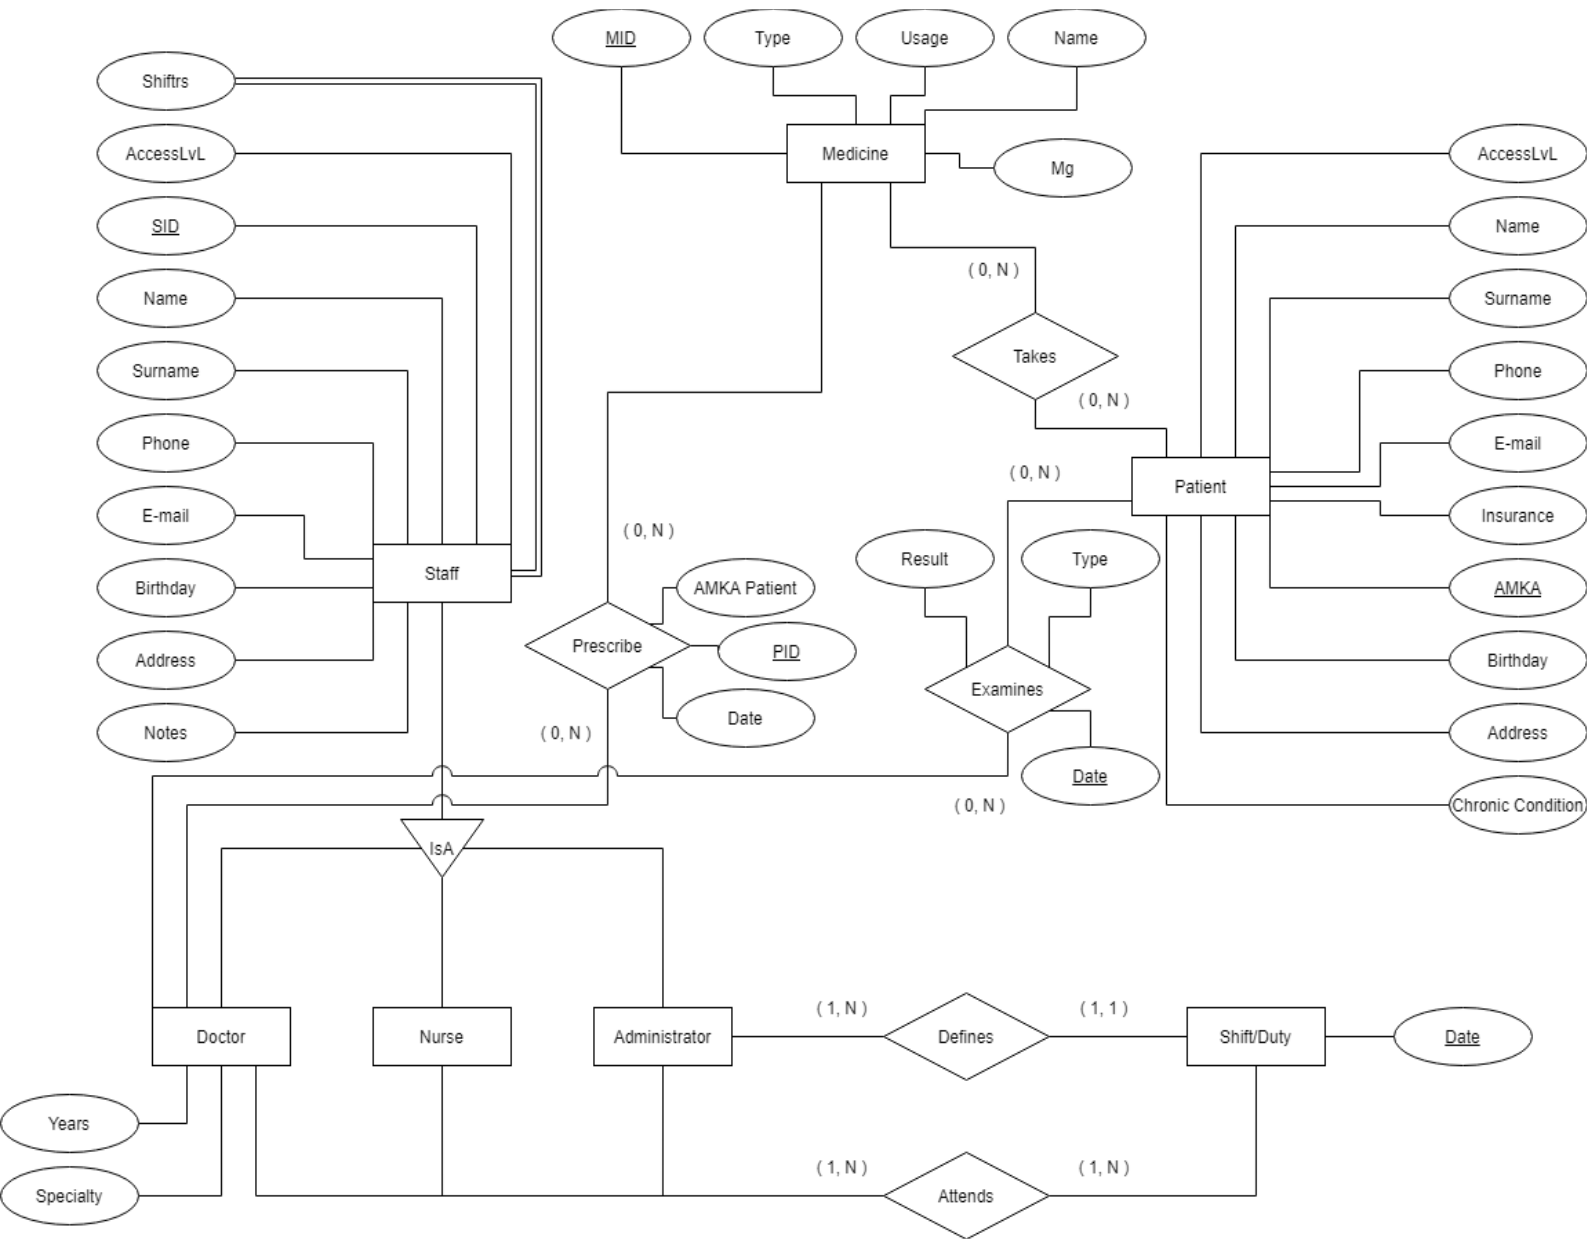 MID
Type
Usage
Name
Shiftrs
AccessLvL
Medicine
AccessLvL
Mg
SID
Name
( 0, N )
Name
Surname
Takes
Surname
Phone
( 0, N )
Phone
E-mail
( 0, N )
Patient
E-mail
Insurance
( 0, N )
Result
Type
Staff
Birthday
AMKA Patient
AMKA
Prescribe
PID
Address
Birthday
Examines
Date
Notes
( 0, N )
Address
Date
( 0, N )
Chronic Condition
IsA
( 1, N )
( 1, 1 )
Doctor
Nurse
Administrator
Defines
Shift/Duty
Date
Years
( 1, N )
( 1, N )
Specialty
Attends